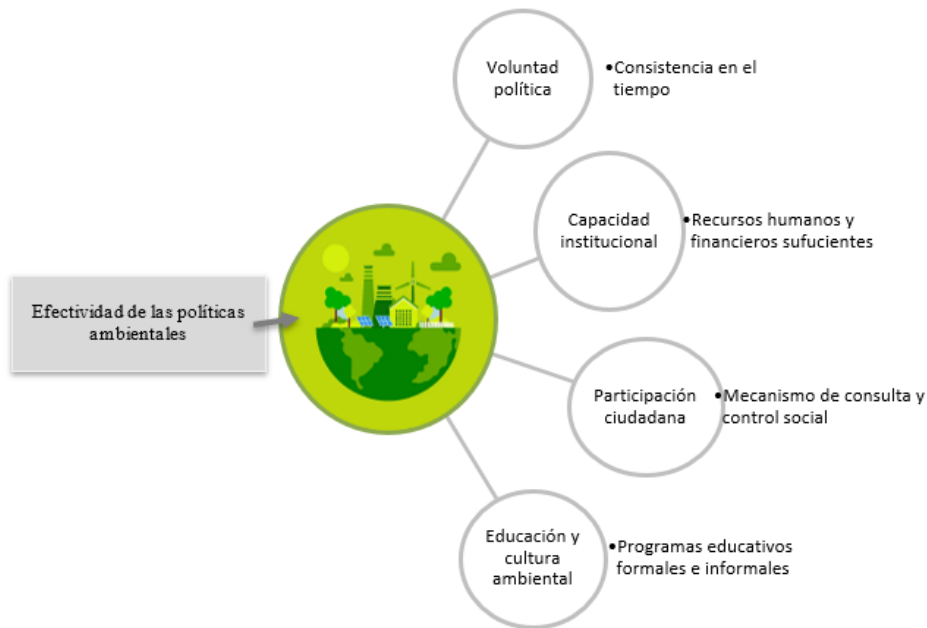 Voluntad
política
•Consistencia en el
tiempo
Capacidad
institucional
•Recursos humanos y
financieros sufucientes
Efectividad de las políticas
ambientales
Participación
ciudadana
•Mecanismo de consulta y
control social
Educación y
cultura
ambiental
•Programas educativos
formales e informales